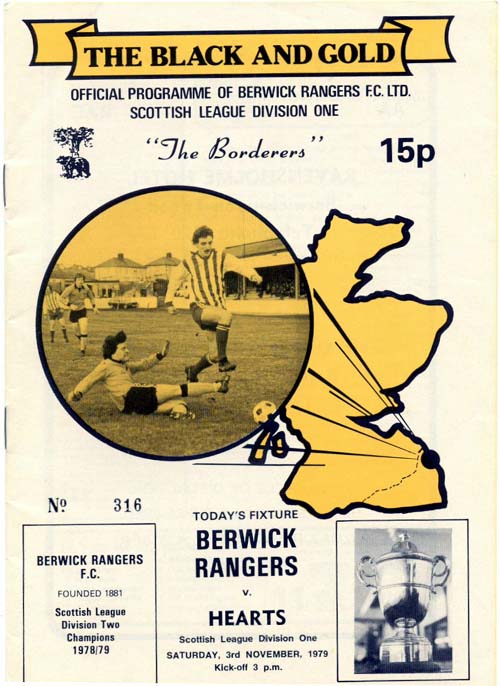 THE BLACK AND GOLD
OFFICIAL PROGRAMME OF BERWICK RANGERS F.C. LTD.
SCOTTISH LEAGUE DIVISION ONE
"The Borderers"
15p
Nº 316
BERWICK RANGERS
F.C.
FOUNDED 1881
Scottish League
Division Two
Champions
1978/79
TODAY'S FIXTURE
BERWICK
RANGERS
v.
HEARTS
Scottish League Division One
SATURDAY, 3rd NOVEMBER, 1979
Kick-off 3 p.m.